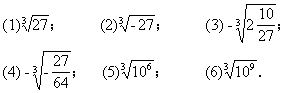 (1)∛27; (2)∛-27; (3) -∛2 10/27;
(4) -∛-27/64; (5)∛10⁶; (6)∛10⁹.